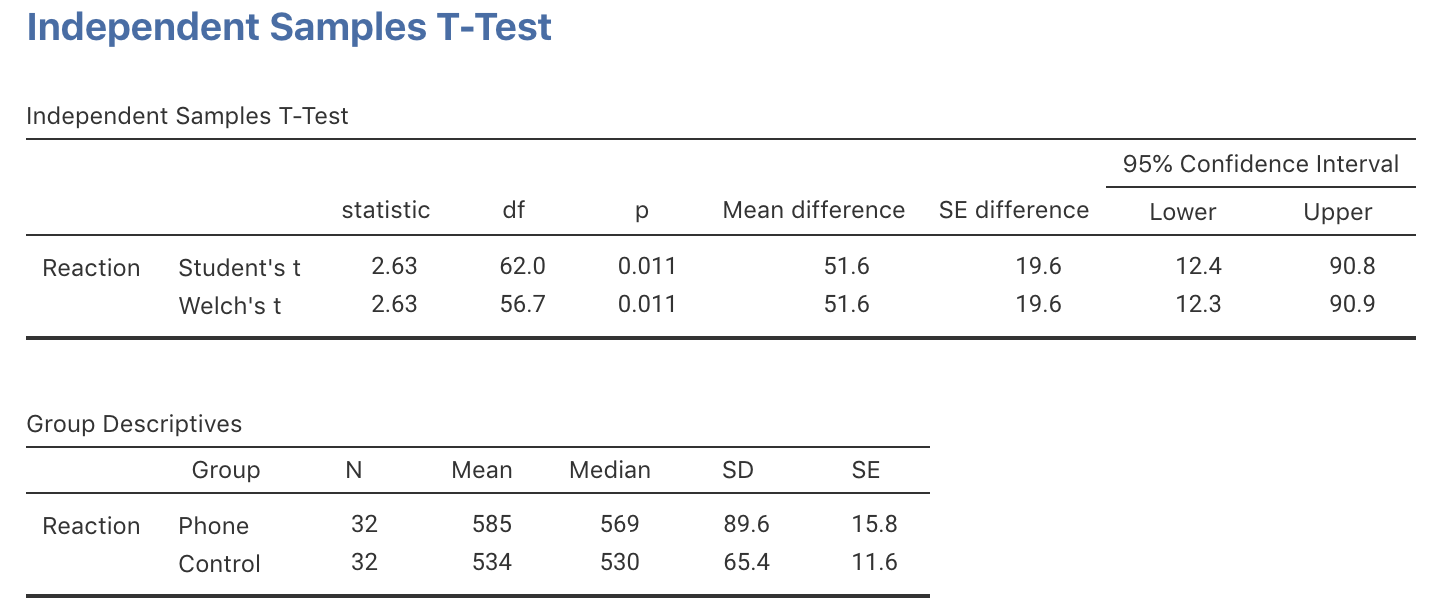 Independent Samples T-Test
Independent Samples T-Test
95% Confidence Interval
statistic df p Mean difference SE difference Lower Upper
Reaction Student's t 2.63 62.0 0.011 51.6 19.6 12.4 90.8
Welch's t 2.63 56.7 0.011 51.6 19.6 12.3 90.9
Group Descriptives
Group N Mean Median SD SE
Reaction Phone 32 585 569 89.6 15.8
Control 32 534 530 65.4 11.6